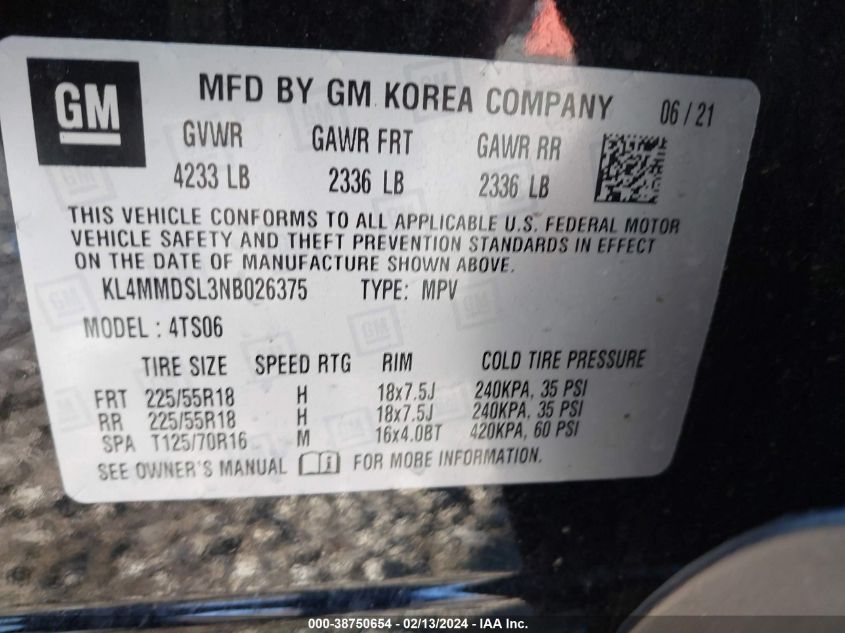 GM
MFD BY GM KOREA COMPANY 06 / 21
GVWR GAWR FRT GAWR RR
4233 LB 2336 LB 2336 LB
THIS VEHICLE CONFORMS TO ALL APPLICABLE U.S. FEDERAL MOTOR
VEHICLE SAFETY AND THEFT PREVENTION STANDARDS IN EFFECT
ON THE DATE OF MANUFACTURE SHOWN ABOVE.
KL4MMDSL3NB026375 TYPE: MPV
MODEL : 4TS06
TIRE SIZE SPEED RTG RIM COLD TIRE PRESSURE
FRT 225/55R18 H 18x7.5J 240KPA, 35 PSI
RR 225/55R18 H 18x7.5J 240KPA, 35 PSI
SPA T125/70R16 M 16x4.0BT 420KPA, 60 PSI
SEE OWNER'S MANUAL FOR MORE INFORMATION.
000-38750654 - 02/13/2024 - IAA Inc.